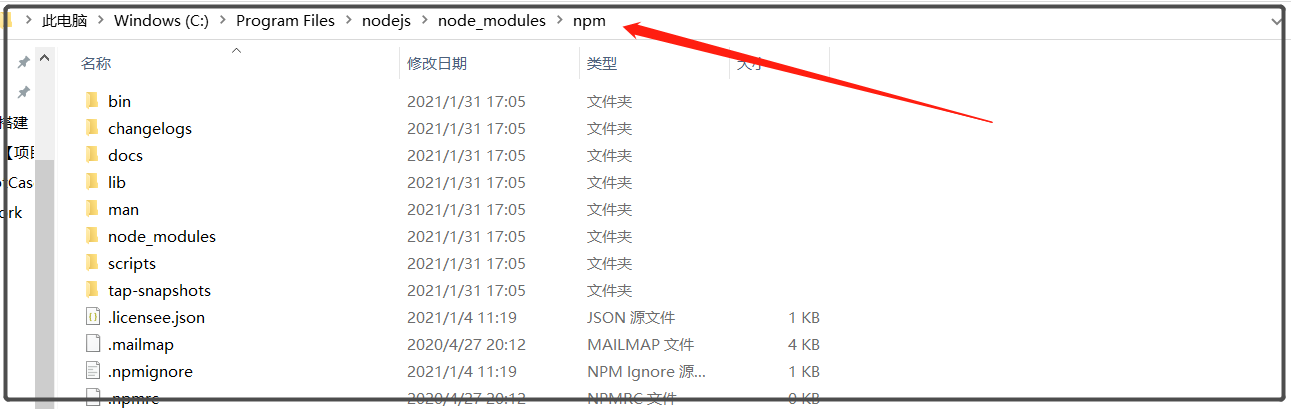 此电脑 > Windows (C:) > Program Files > nodejs > node_modules > npm
名称 修改日期 类型 大小
bin 2021/1/31 17:05 文件夹
changelogs 2021/1/31 17:05 文件夹
搭建
docs 2021/1/31 17:05 文件夹
【项目
lib 2021/1/31 17:05 文件夹
otCas
man 2021/1/31 17:05 文件夹
ork
node_modules 2021/1/31 17:05 文件夹
scripts 2021/1/31 17:05 文件夹
tap-snapshots 2021/1/31 17:05 文件夹
.licensee.json 2021/1/4 11:19 JSON 源文件 1 KB
.mailmap 2020/4/27 20:12 MAILMAP 文件 4 KB
.npmignore 2021/1/4 11:19 NPM Ignore 源... 1 KB
.npmrc 2020/4/27 20:12 NPMRC 文件 0 KB